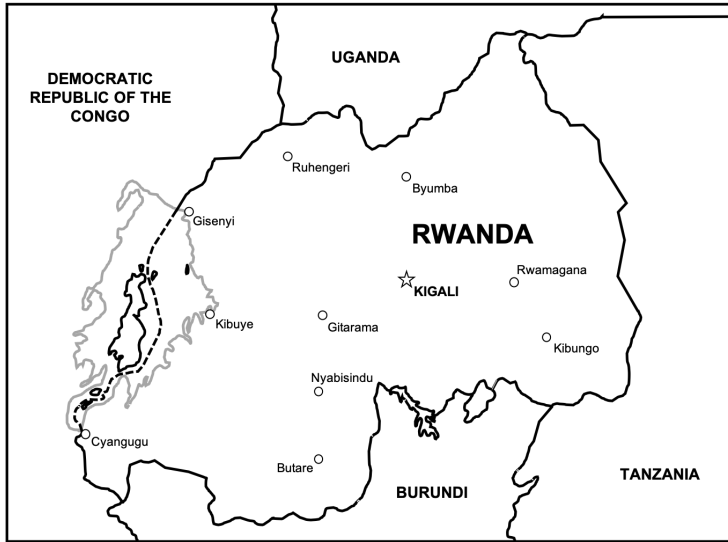 UGANDA
DEMOCRATIC
REPUBLIC OF THE
CONGO
Ruhengeri
Byumba
Gisenyi
RWANDA
Rwamagana
KIGALI
Kibuye
Gitarama
Kibungo
Nyabisindu
Cyangugu
Butare
TANZANIA
BURUNDI